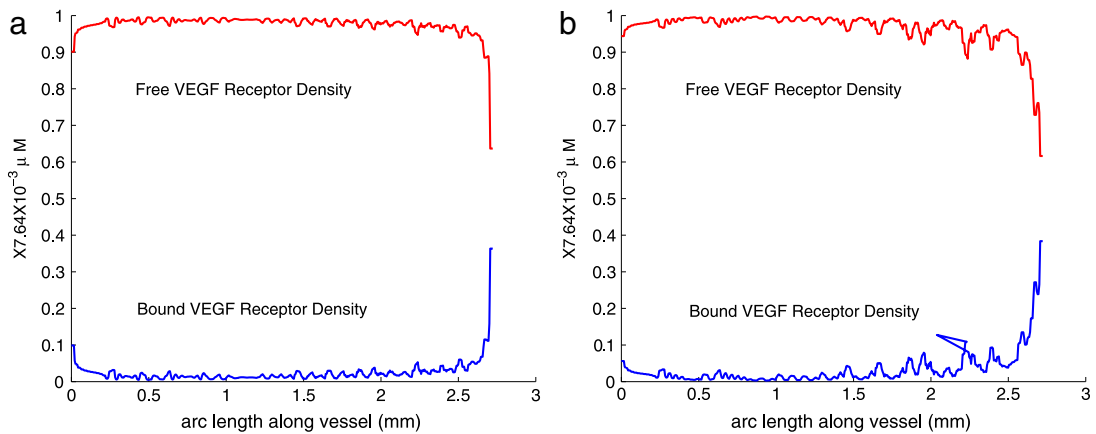 a
X7.64X10⁻³ μ M
1
0.9
0.8
0.7
0.6
0.5
0.4
0.3
0.2
0.1
0
Free VEGF Receptor Density
Bound VEGF Receptor Density
0 0.5 1 1.5 2 2.5 3
arc length along vessel (mm)
b
X7.64X10⁻³ μ M
1
0.9
0.8
0.7
0.6
0.5
0.4
0.3
0.2
0.1
0
Free VEGF Receptor Density
Bound VEGF Receptor Density
0 0.5 1 1.5 2 2.5 3
arc length along vessel (mm)